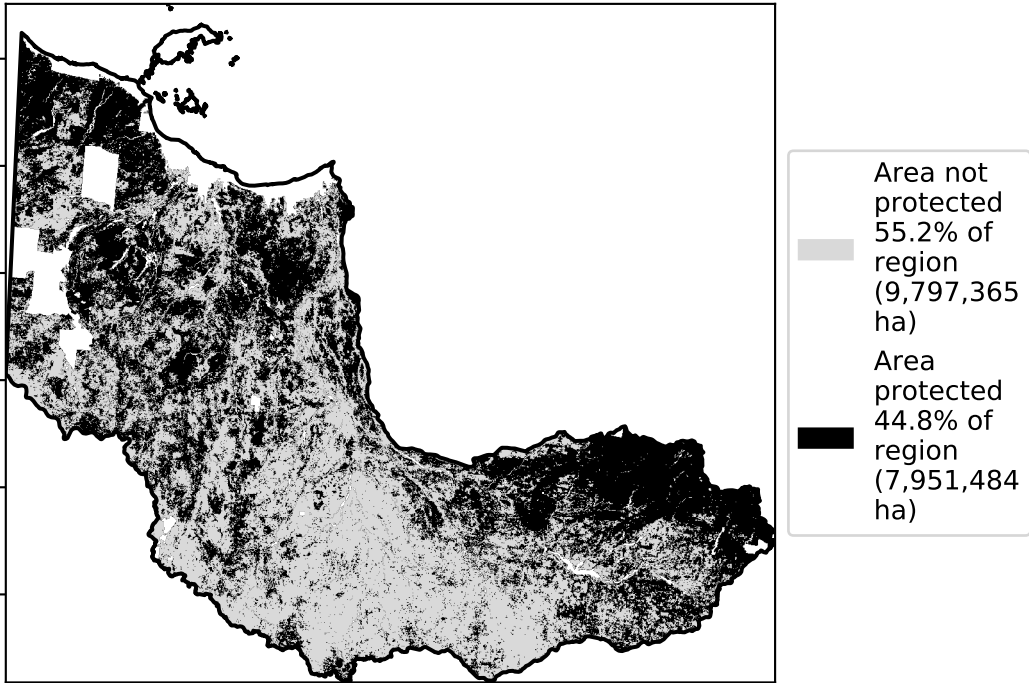 Area not
protected
55.2% of
region
(9,797,365
ha)
Area
protected
44.8% of
region
(7,951,484
ha)